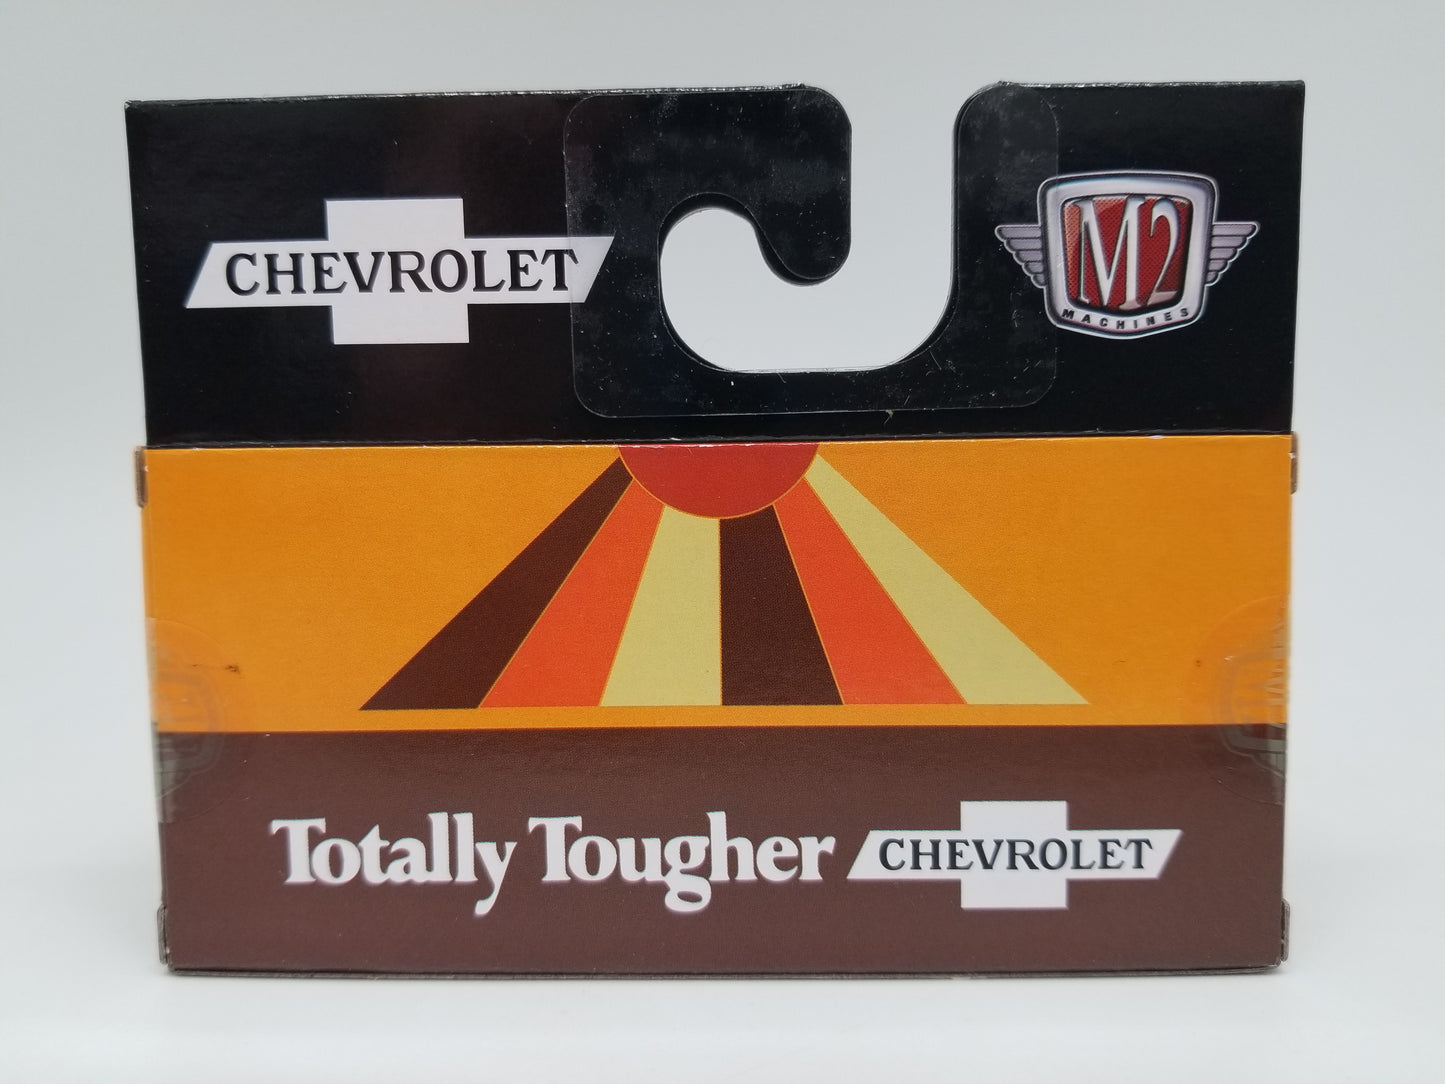 CHEVROLET
M2
MACHINES
Totally Tougher CHEVROLET